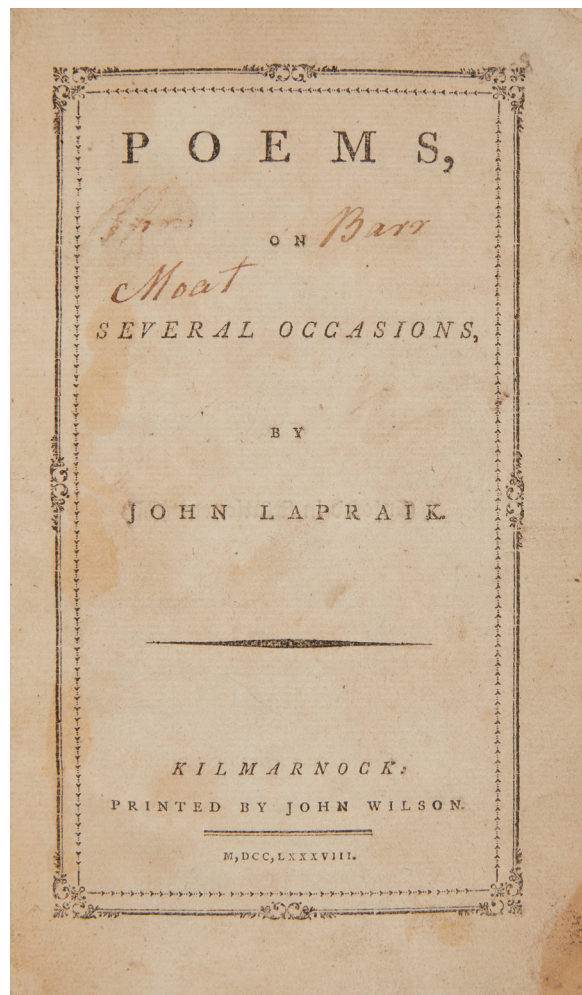 POEMS,
ON Barr
Moat
SEVERAL OCCASIONS,
BY
JOHN LAPRAIK.
KILMARNOCK:
PRINTED BY JOHN WILSON.
M,DCC,LXXXVIII.